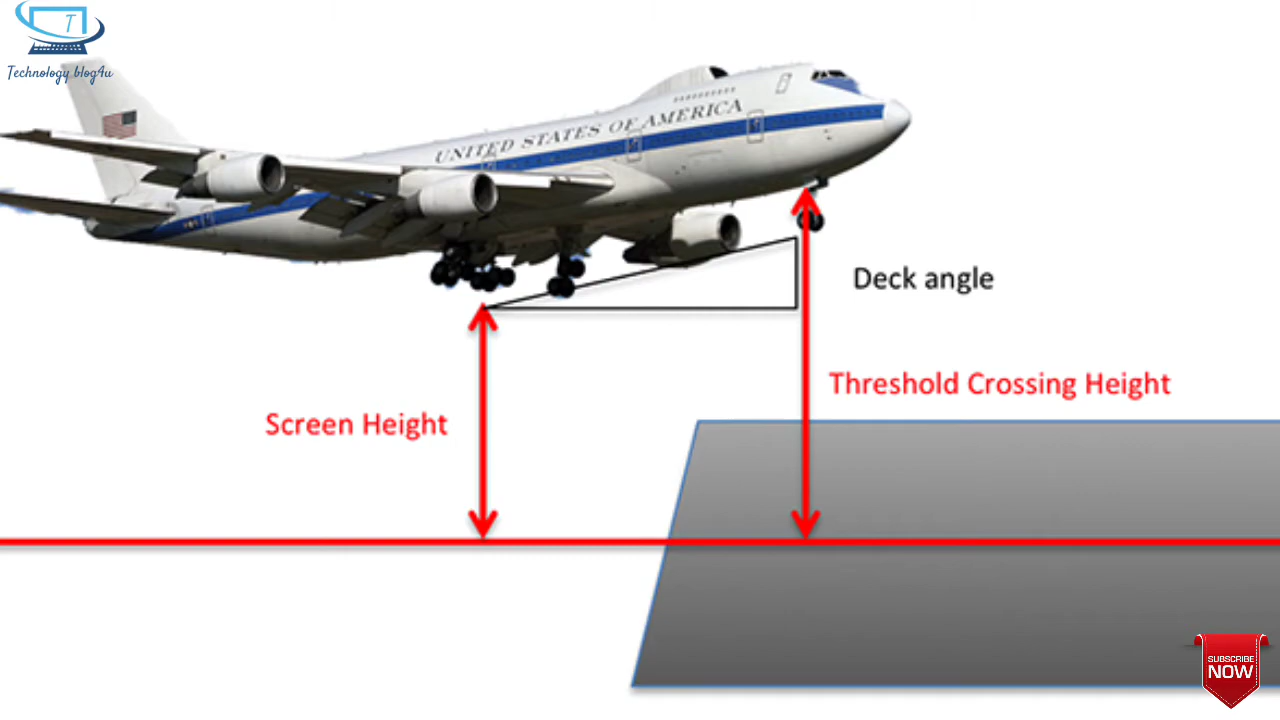 T
Technology blog4u
UNITED STATES OF AMERICA
Deck angle
Threshold Crossing Height
Screen Height
SUBSCRIBE
NOW